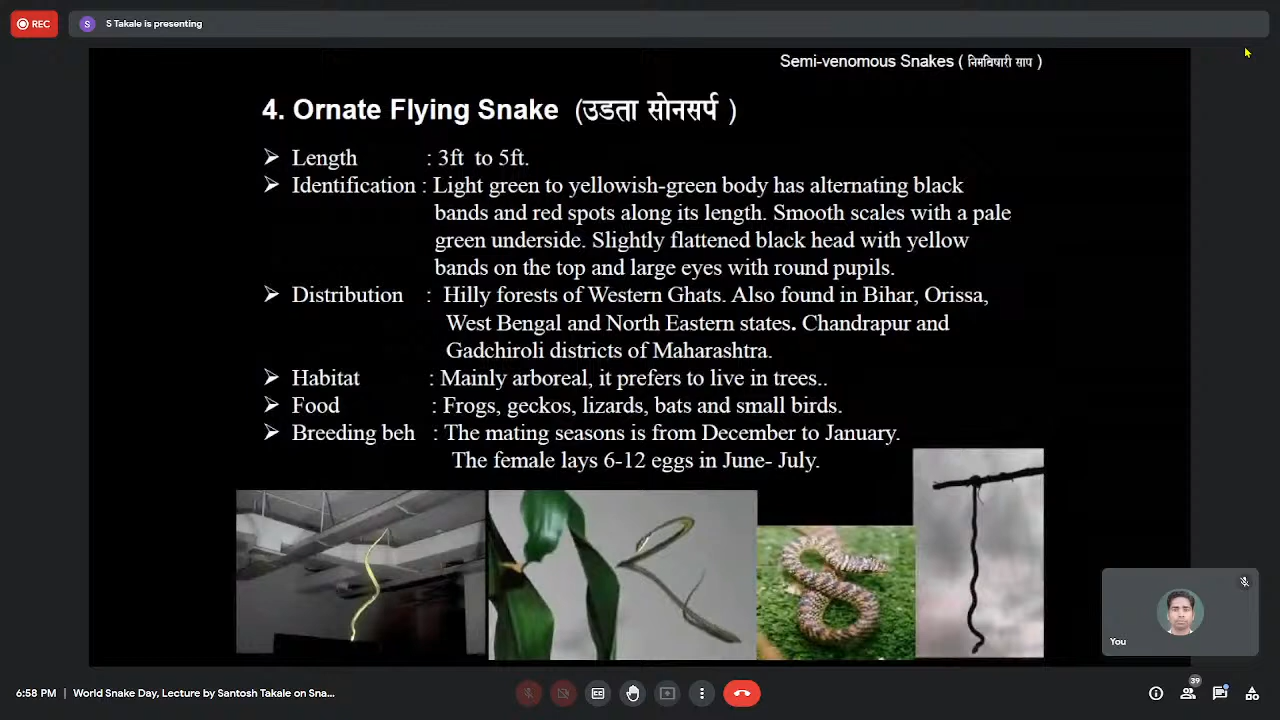 REC
S
S Takale is presenting
Semi-venomous Snakes ( निमविषारी साप )
4. Ornate Flying Snake (उडता सोनसर्प )
➢ Length : 3ft to 5ft.
➢ Identification : Light green to yellowish-green body has alternating black
bands and red spots along its length. Smooth scales with a pale
green underside. Slightly flattened black head with yellow
bands on the top and large eyes with round pupils.
➢ Distribution : Hilly forests of Western Ghats. Also found in Bihar, Orissa,
West Bengal and North Eastern states. Chandrapur and
Gadchiroli districts of Maharashtra.
➢ Habitat : Mainly arboreal, it prefers to live in trees..
➢ Food : Frogs, geckos, lizards, bats and small birds.
➢ Breeding beh : The mating seasons is from December to January.
The female lays 6-12 eggs in June- July.
You
6:58 PM | World Snake Day, Lecture by Santosh Takale on Sna...
39